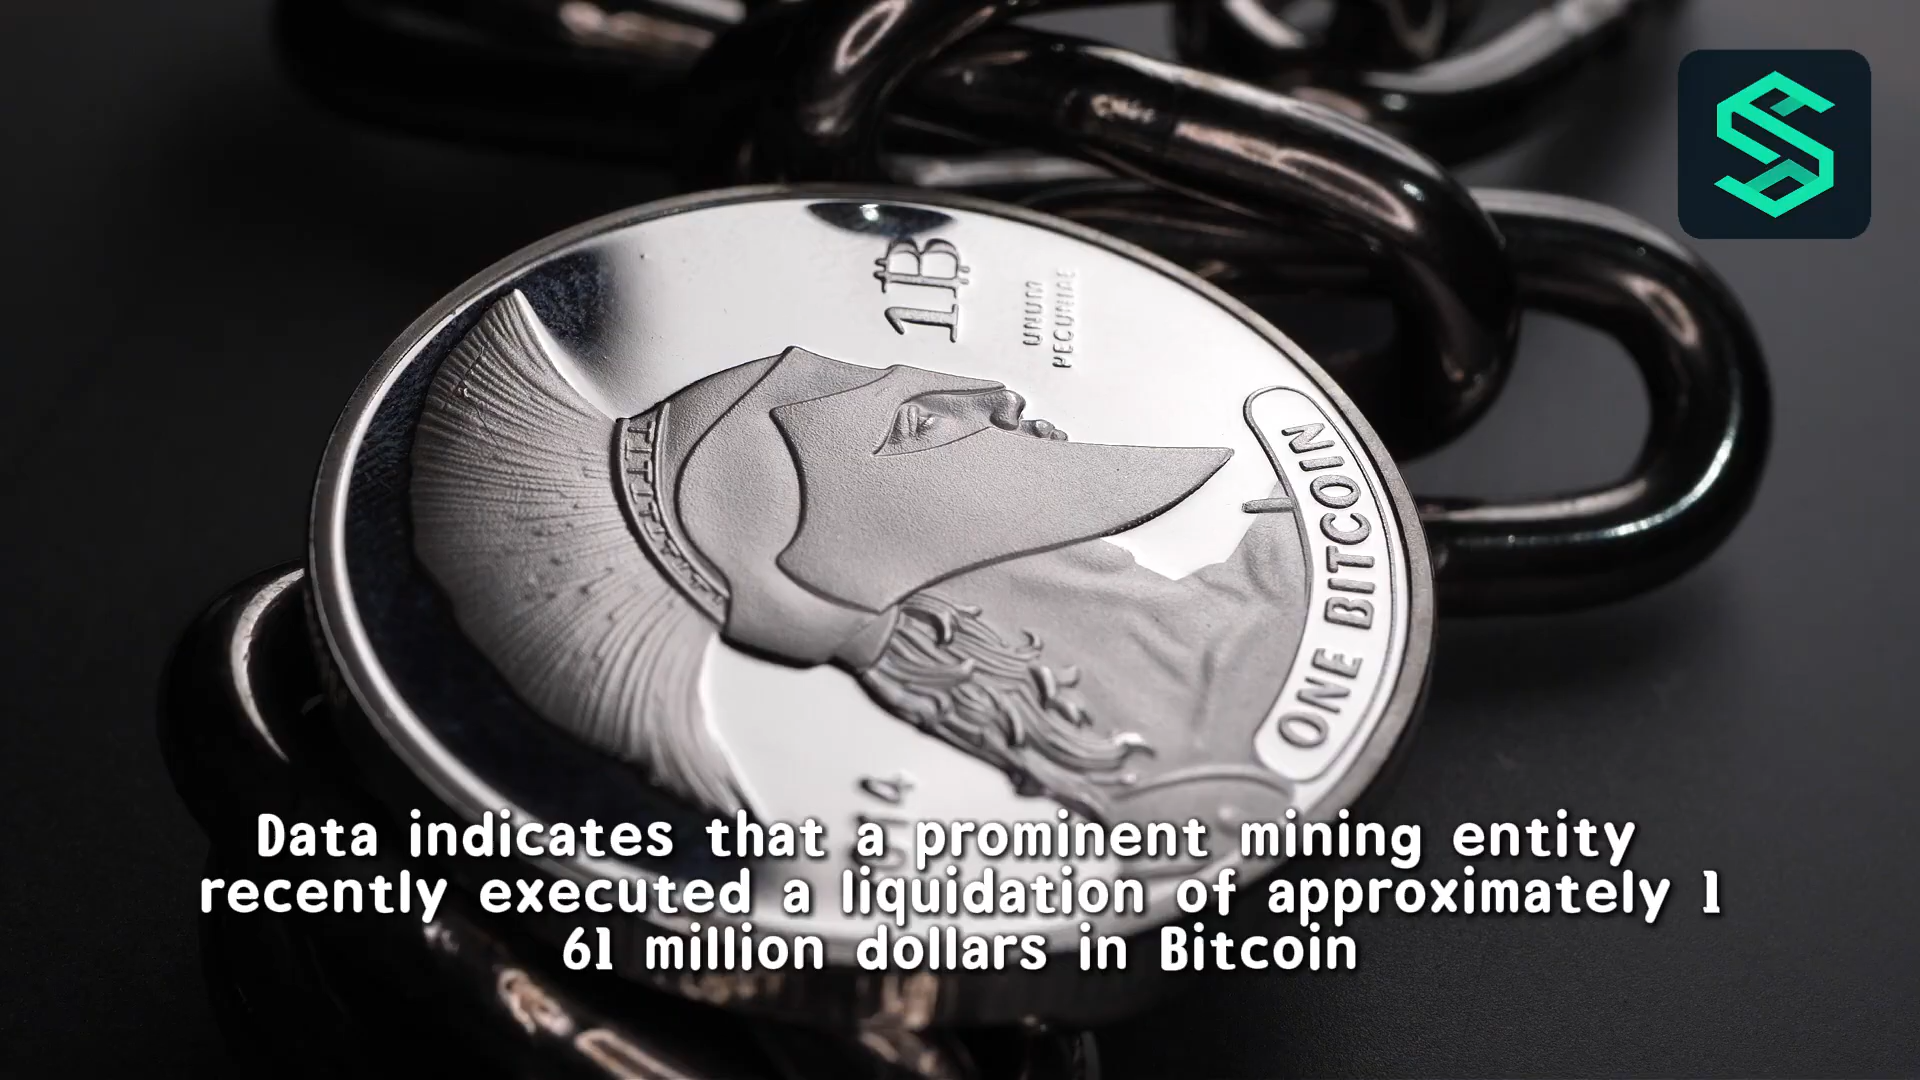 1₿
UNUM
PECUNIAE
ONE BITCOIN
Data indicates that a prominent mining entity
recently executed a liquidation of approximately 1
61 million dollars in Bitcoin